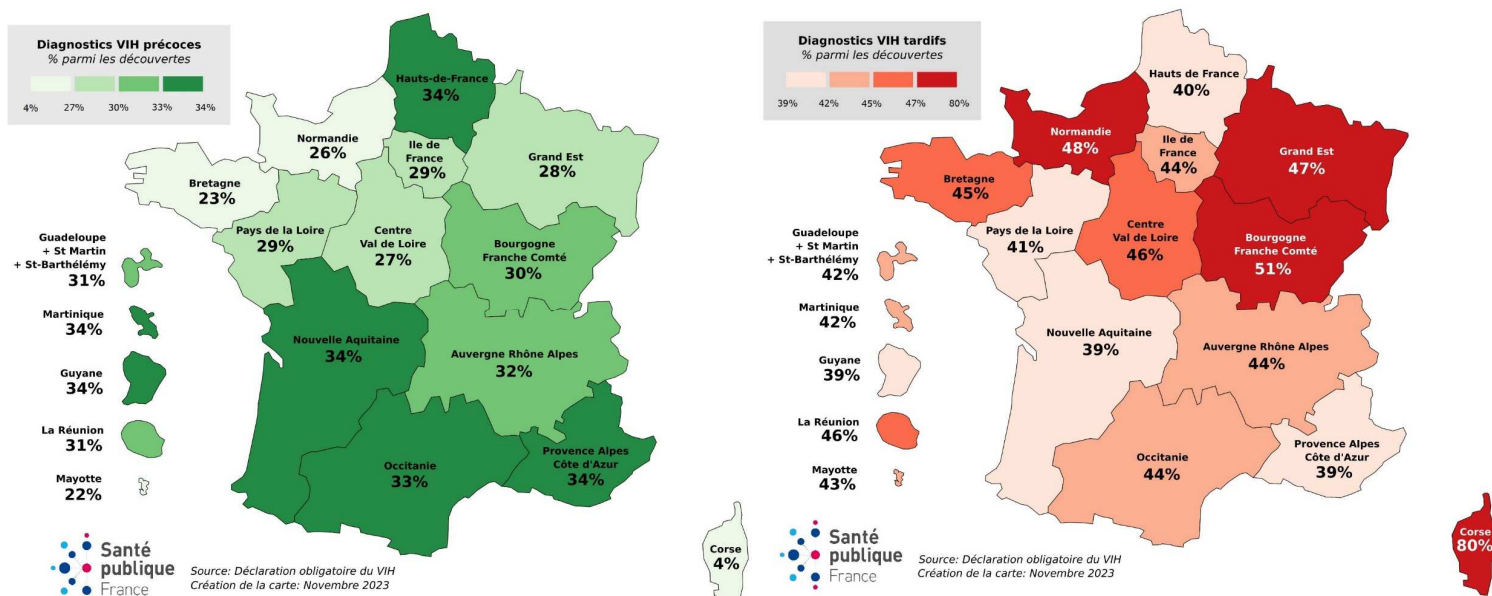 Diagnostics VIH précoces
% parmi les découvertes
4% 27% 30% 33% 34%
Hauts-de-France
34%
Normandie
26%
Ile de
France
29%
Grand Est
28%
Bretagne
23%
Pays de la Loire
29%
Centre
Val de Loire
27%
Bourgogne
Franche Comté
30%
Guadeloupe
+ St Martin
+ St-Barthélémy
31%
Martinique
34%
Nouvelle Aquitaine
34%
Auvergne Rhône Alpes
32%
Guyane
34%
La Réunion
31%
Occitanie
33%
Provence Alpes
Côte d'Azur
34%
Mayotte
22%
Corse
4%
Santé
publique
France
Source: Déclaration obligatoire du VIH
Création de la carte: Novembre 2023
Diagnostics VIH tardifs
% parmi les découvertes
39% 42% 45% 47% 80%
Hauts de France
40%
Normandie
48%
Ile de
France
44%
Grand Est
47%
Bretagne
45%
Pays de la Loire
41%
Centre
Val de Loire
46%
Bourgogne
Franche Comté
51%
Guadeloupe
+ St Martin
+ St-Barthélémy
42%
Martinique
42%
Nouvelle Aquitaine
39%
Auvergne Rhône Alpes
44%
Guyane
39%
La Réunion
46%
Occitanie
44%
Provence Alpes
Côte d'Azur
39%
Mayotte
43%
Corse
80%
Santé
publique
France
Source: Déclaration obligatoire du VIH
Création de la carte: Novembre 2023